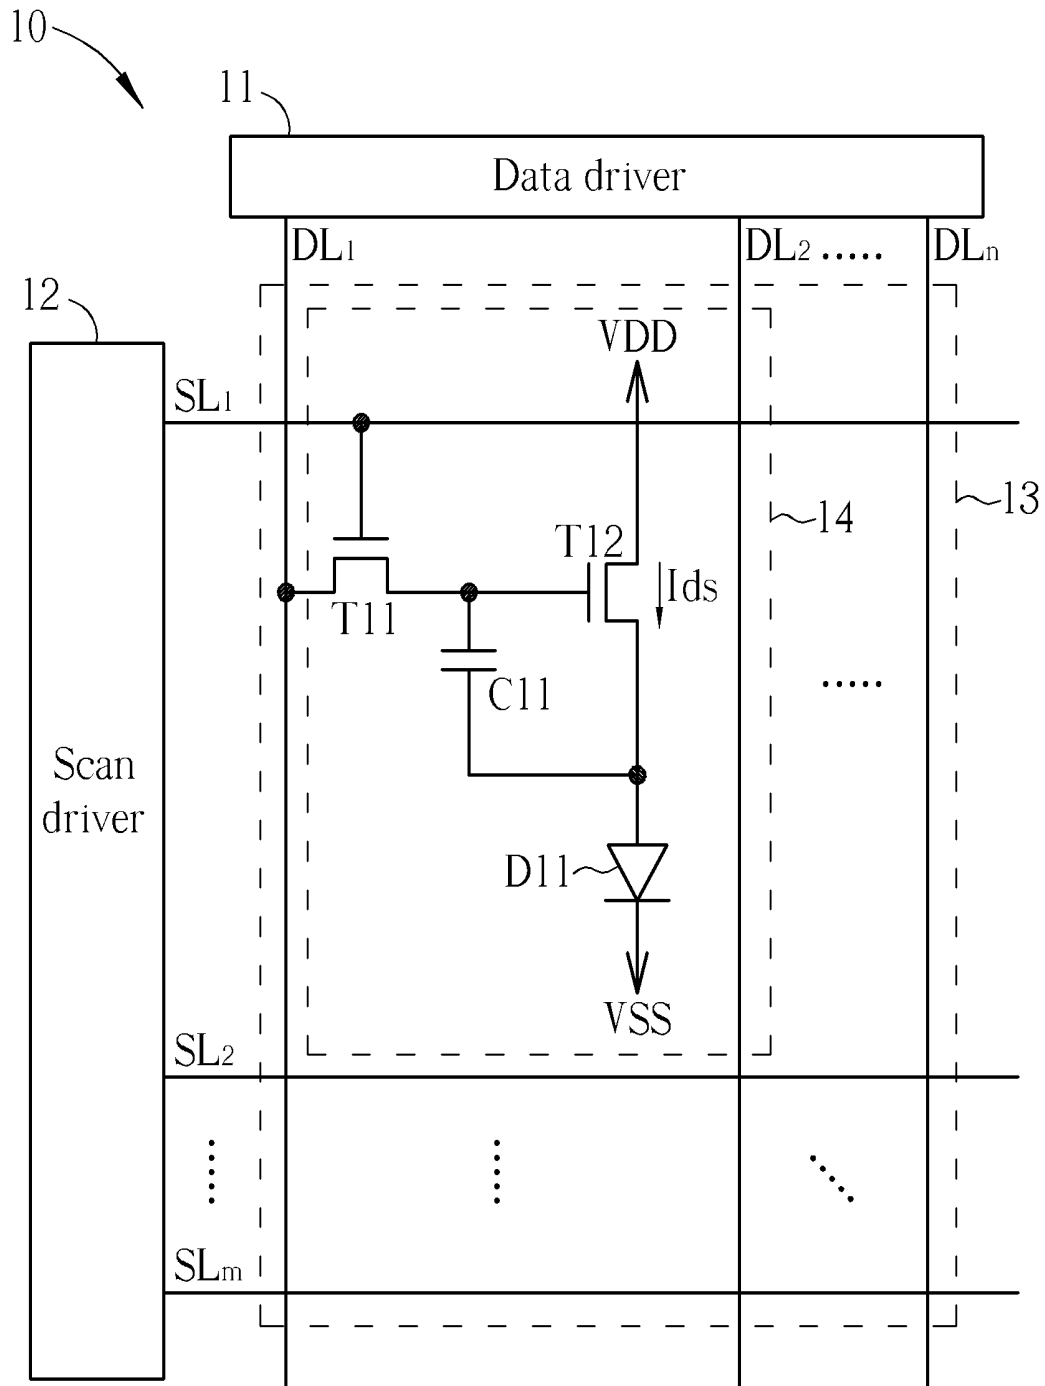 10
11
Data driver
DL1
DL2 .....
DLn
12
VDD
SL1
13
14
T12
Ids
T11
C11
.....
Scan
driver
D11
VSS
SL2
SLm